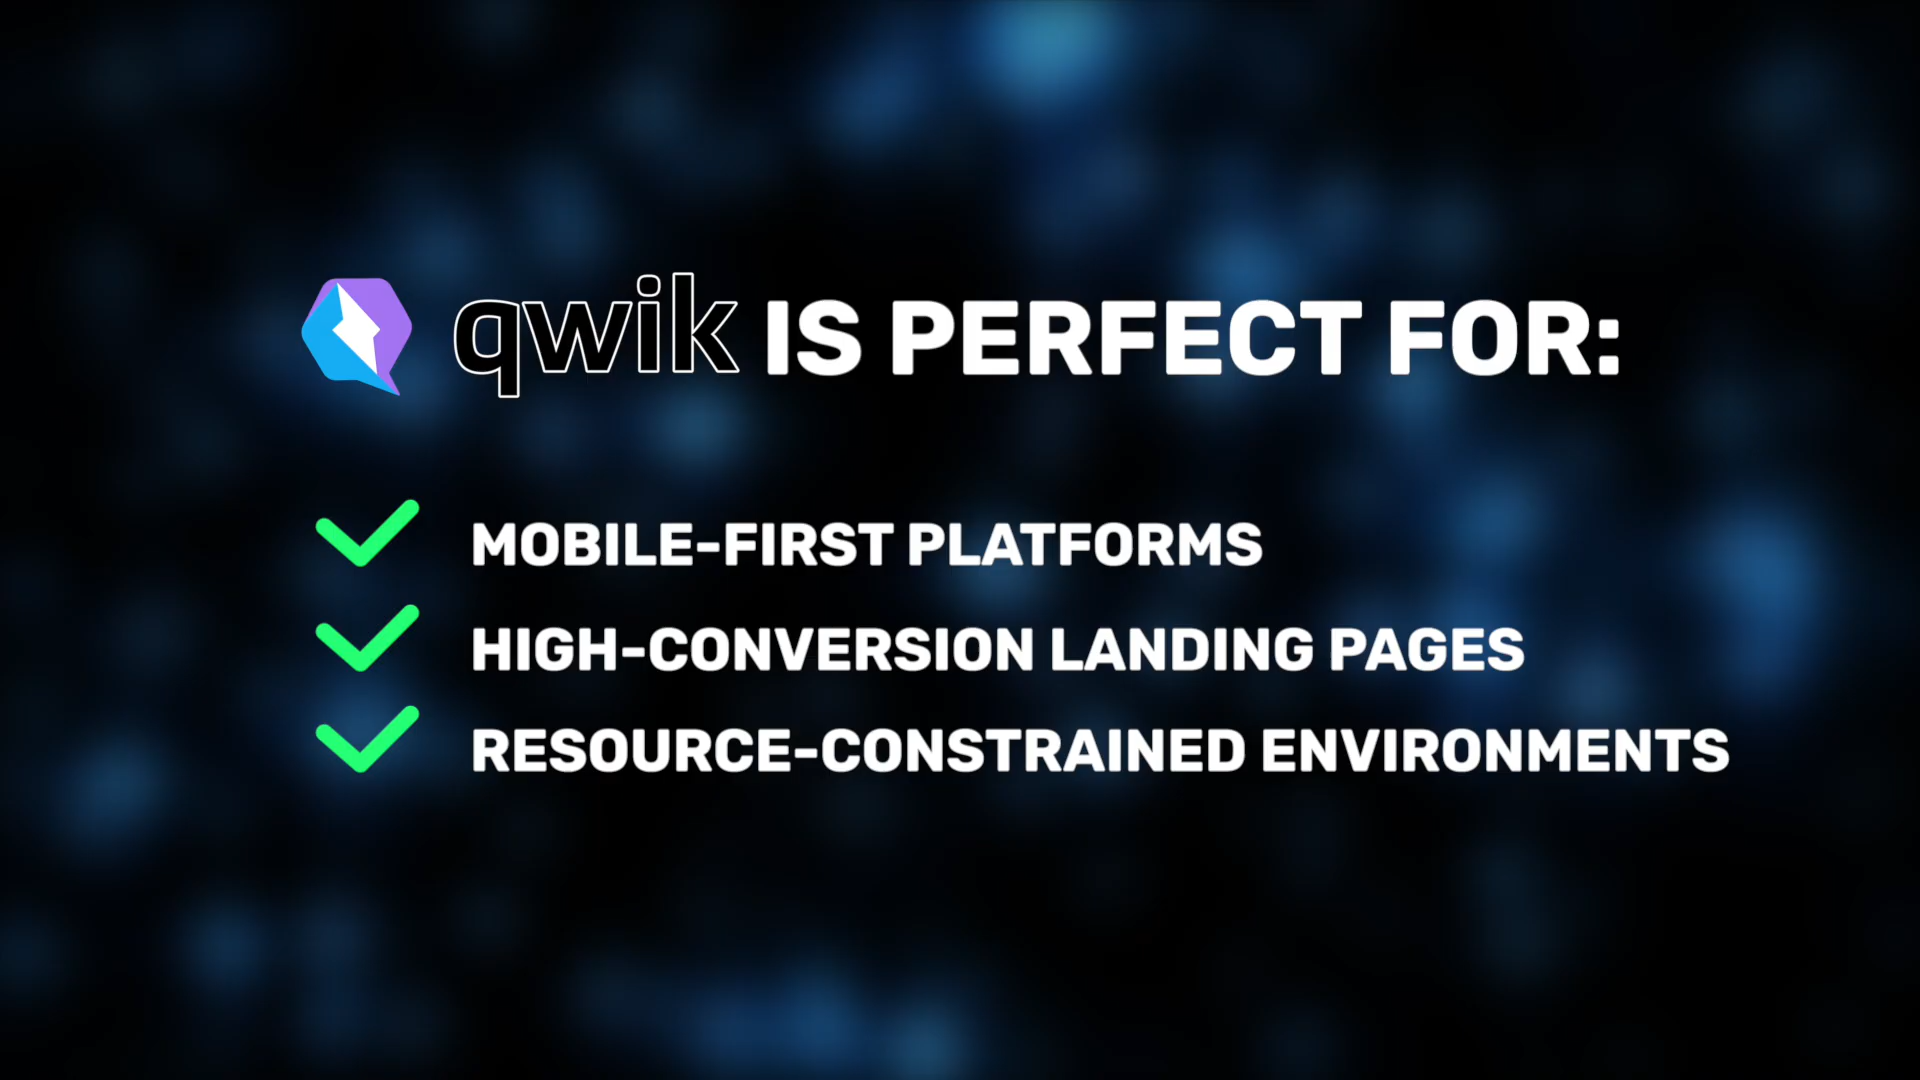 qwik IS PERFECT FOR:
MOBILE-FIRST PLATFORMS
HIGH-CONVERSION LANDING PAGES
RESOURCE-CONSTRAINED ENVIRONMENTS